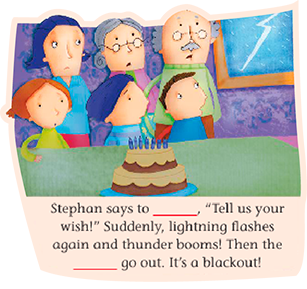 Stephan says to ______, “Tell us your
wish!” Suddenly, lightning flashes
again and thunder booms! Then the
______ go out. It’s a blackout!